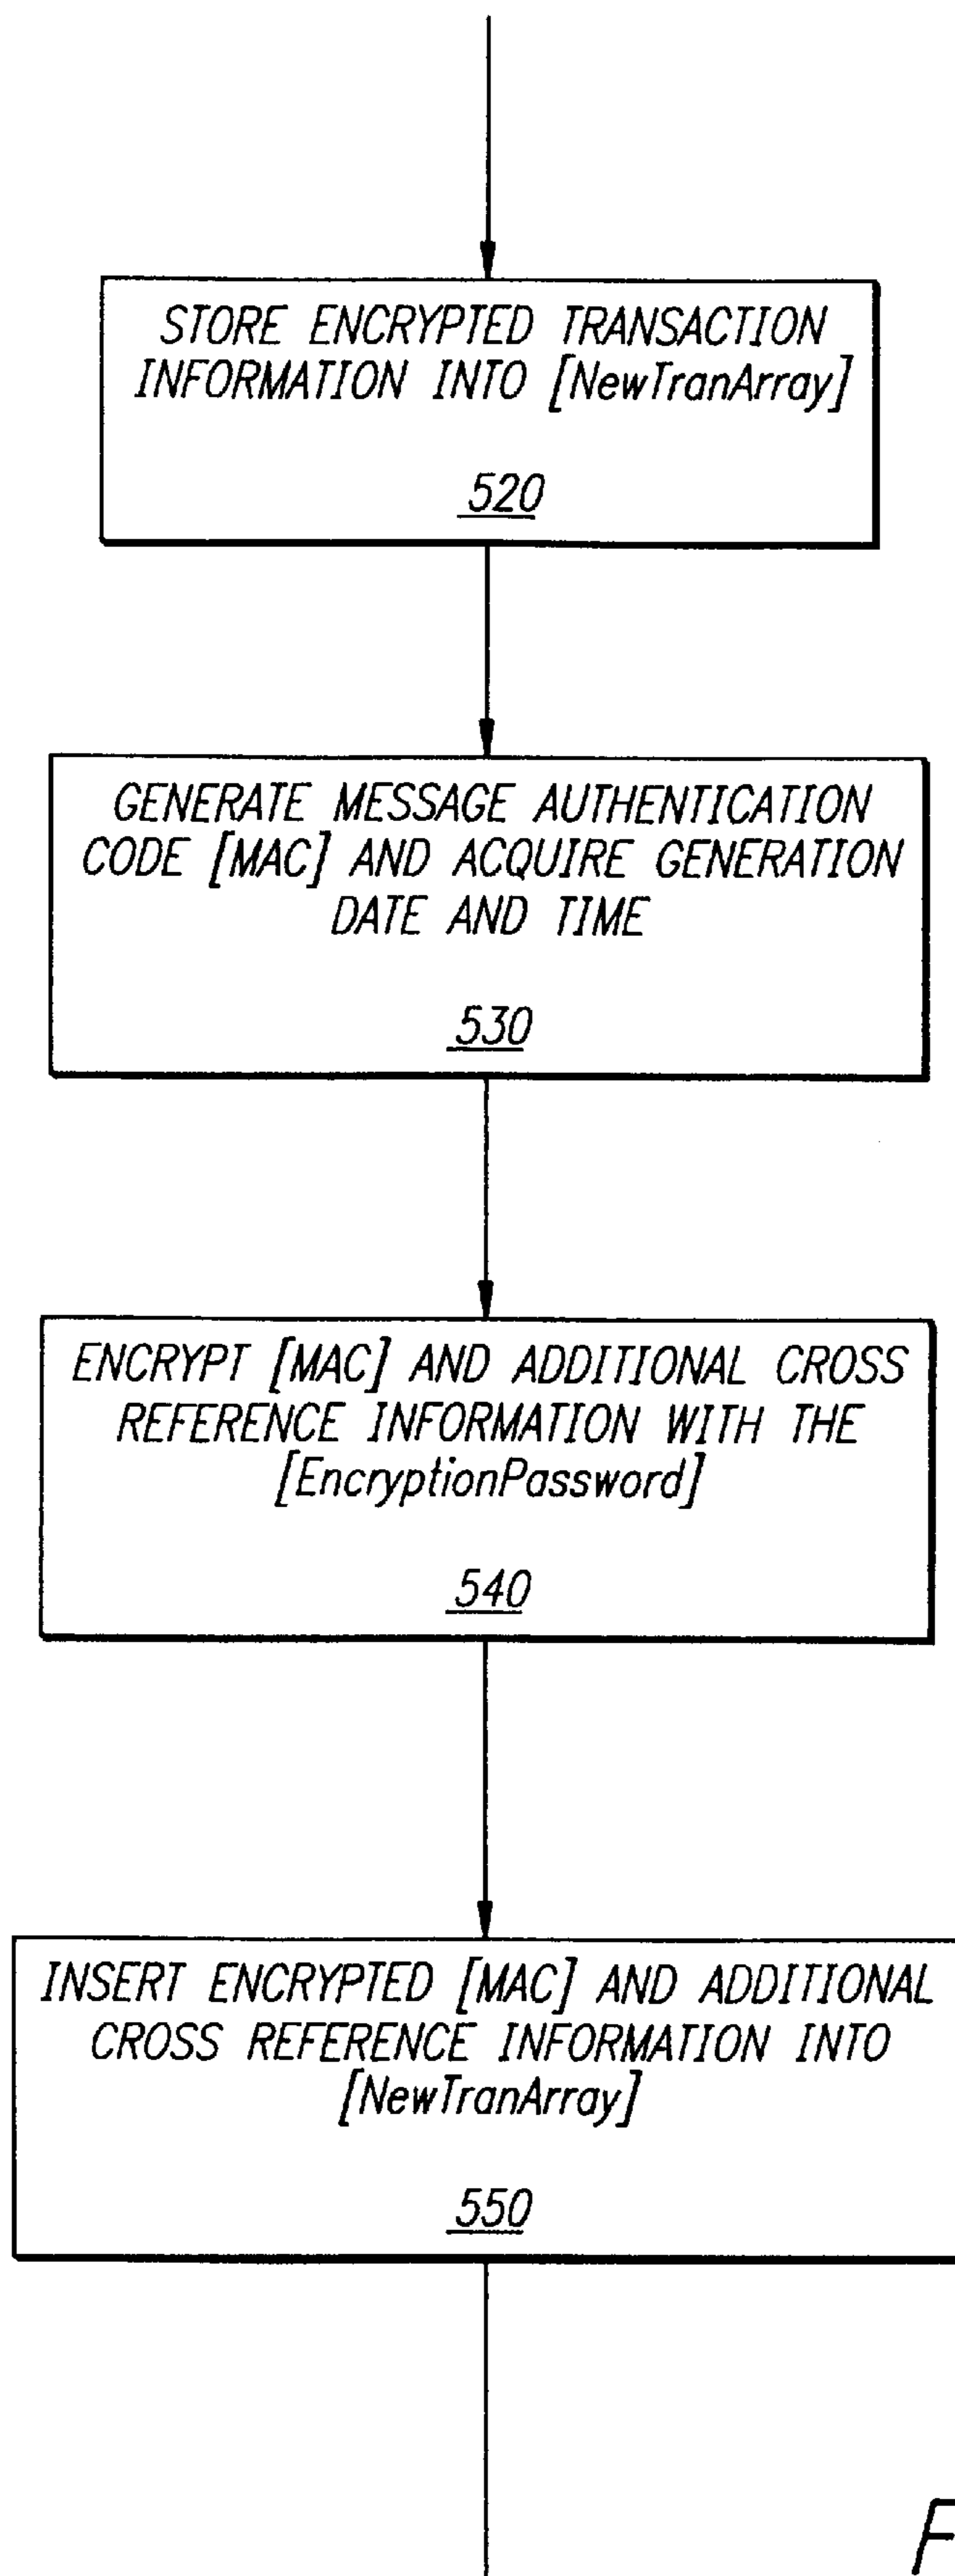 STORE ENCRYPTED TRANSACTION
INFORMATION INTO [NewTranArray]
520
GENERATE MESSAGE AUTHENTICATION
CODE [MAC] AND ACQUIRE GENERATION
DATE AND TIME
530
ENCRYPT [MAC] AND ADDITIONAL CROSS
REFERENCE INFORMATION WITH THE
[EncryptionPassword]
540
INSERT ENCRYPTED [MAC] AND ADDITIONAL
CROSS REFERENCE INFORMATION INTO
[NewTranArray]
550
F